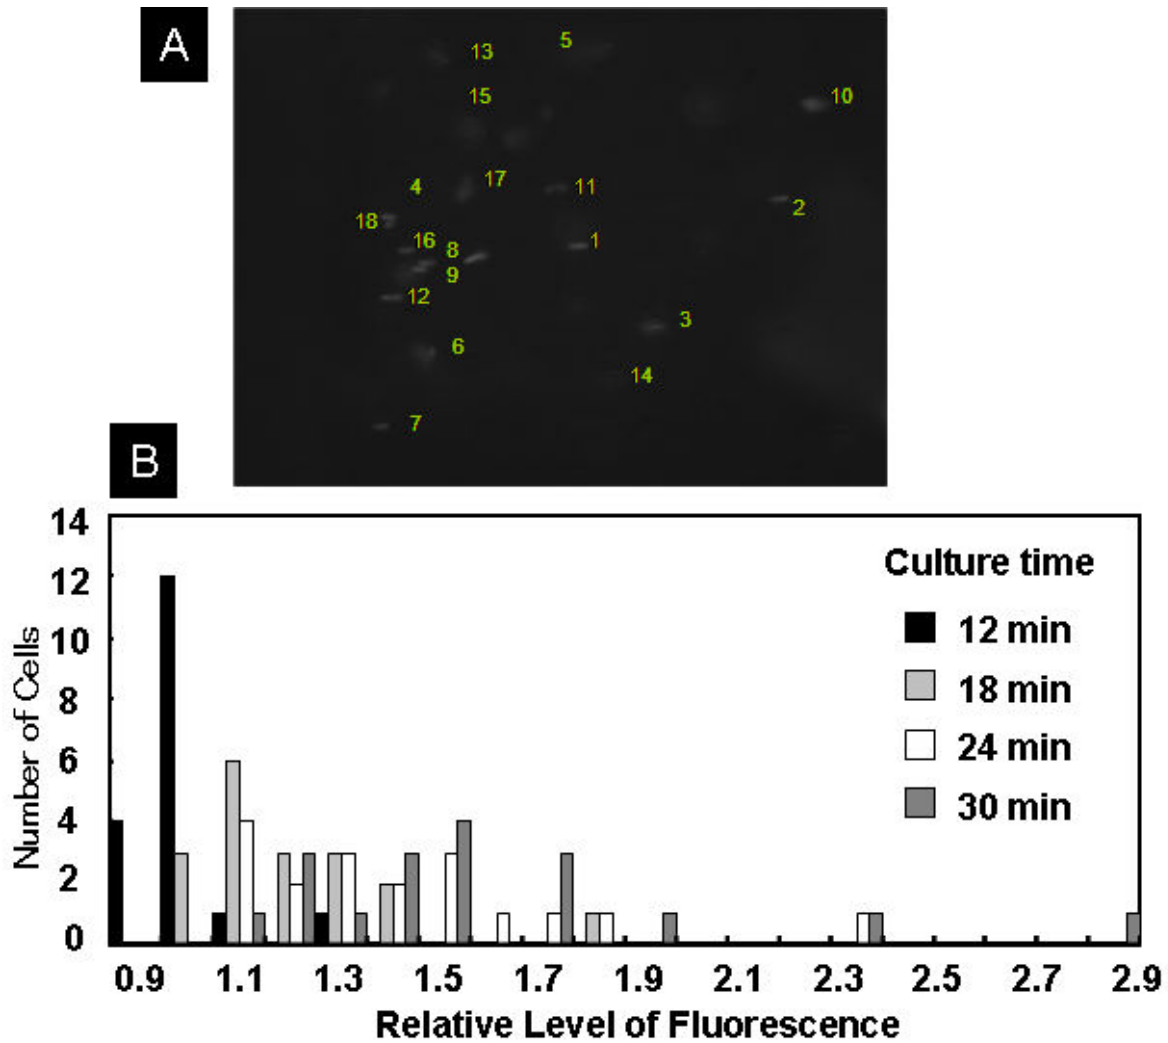 A
13
5
15
10
4
17
11
2
18
16
8
1
9
12
3
6
14
7
B
14
12
10
8
6
4
2
0
Number of Cells
Culture time
12 min
18 min
24 min
30 min
0.9 1.1 1.3 1.5 1.7 1.9 2.1 2.3 2.5 2.7 2.9
Relative Level of Fluorescence